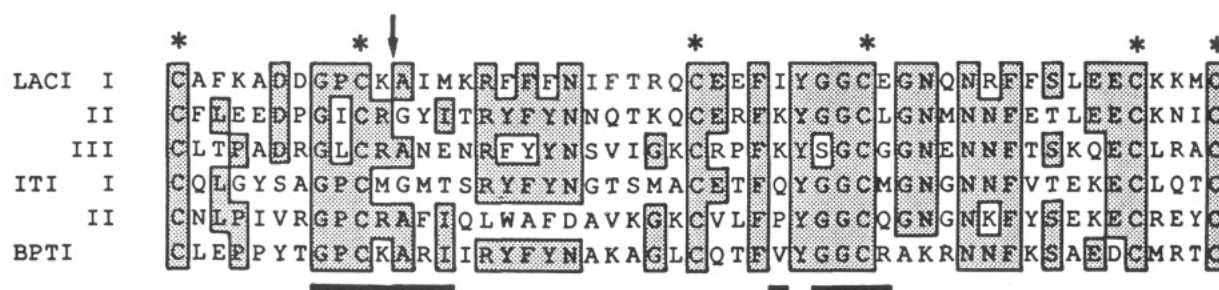 * * ↓ * * * *
LACI I CAFKADDGPCKAIMKRFFFNIFTRQCEEFIYGGCEGNQNRFFSLEECKKMC
II CFLEEDPGICRGYITRYFYNNQTKQCERFKYGGCLGNMNNFETLEECKNIC
III CLTPADRGLCRANENRFYYNSVIGKCRPFKYSGCGGNENNFTSKQECLRAC
ITI I CQLGYSAGPCMGMTSRYFYNGTSMACETFQYGGCMGNGNNFVTEKECLQTC
II CNLPIVRGPCRAFIQLWAFDAVKGKCVLFPYGGCQGNGNKFYSEKECREYC
BPTI CLEPPYTGPCKARIIRYFYNAKAGLCQTFVYGGCRAKRNNFKSAEDCMRTC